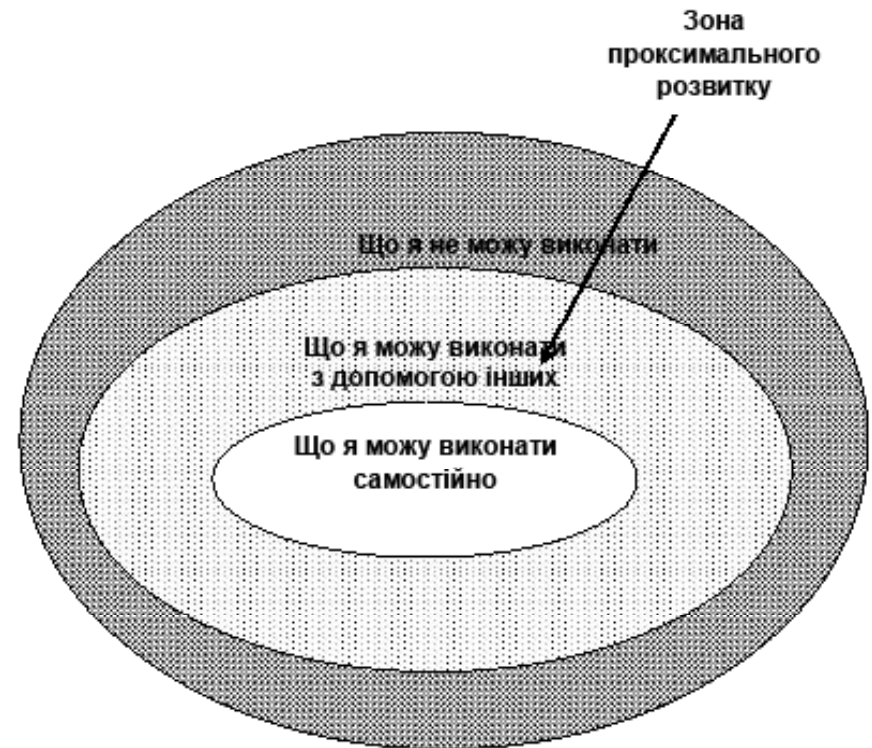 Зона
проксимального
розвитку
Що я не можу виконати
Що я можу виконати
з допомогою інших
Що я можу виконати
самостійно